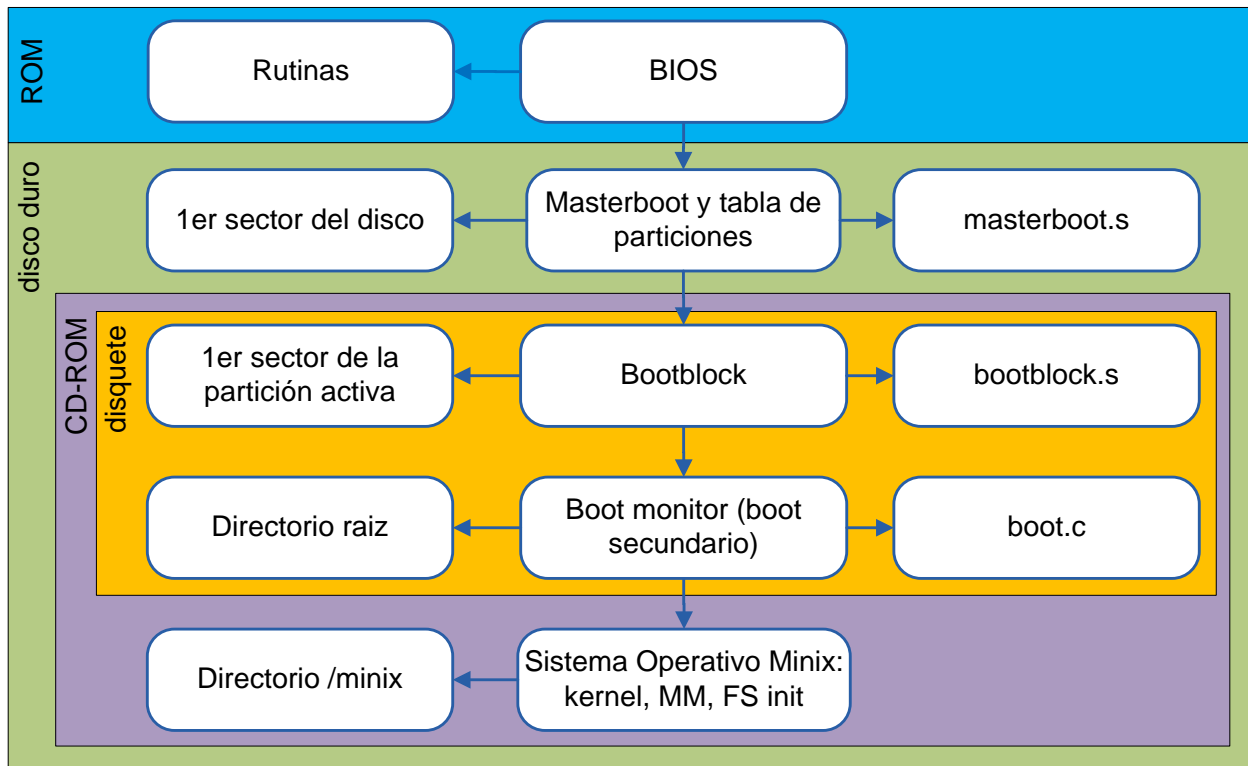 ROM
Rutinas
BIOS
disco duro
1er sector del disco
Masterboot y tabla de
particiones
masterboot.s
CD-ROM
disquete
1er sector de la
partición activa
Bootblock
bootblock.s
Directorio raiz
Boot monitor (boot
secundario)
boot.c
Directorio /minix
Sistema Operativo Minix:
kernel, MM, FS init